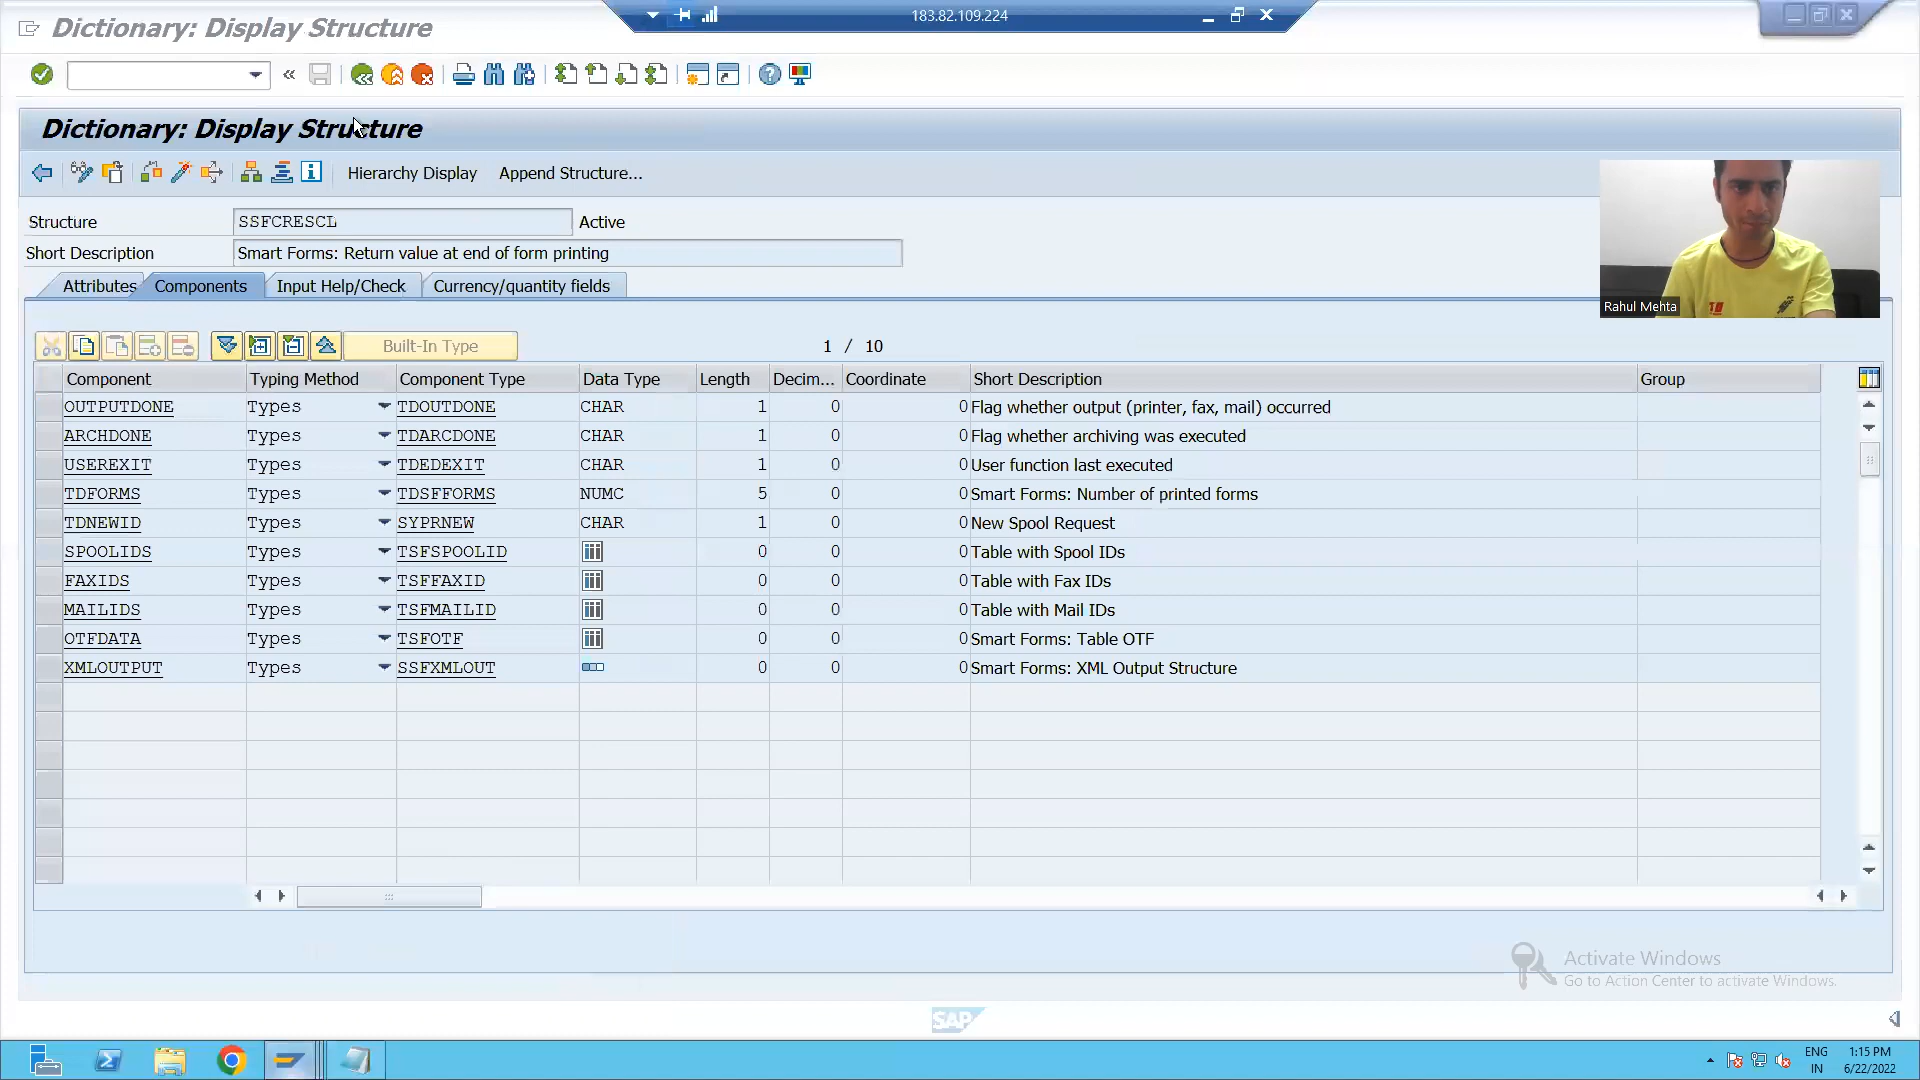 183.82.109.224
Dictionary: Display Structure
Dictionary: Display Structure
Hierarchy Display Append Structure...
Structure SSFCRESCL Active
Short Description Smart Forms: Return value at end of form printing
Attributes Components Input Help/Check Currency/quantity fields
Built-In Type 1 / 10
Component Typing Method Component Type Data Type Length Decim... Coordinate Short Description Group
OUTPUTDONE Types TDOUTDONE CHAR 1 0 0 Flag whether output (printer, fax, mail) occurred
ARCHDONE Types TDARCDONE CHAR 1 0 0 Flag whether archiving was executed
USEREXIT Types TDEDEXIT CHAR 1 0 0 User function last executed
TDFORMS Types TDSFFORMS NUMC 5 0 0 Smart Forms: Number of printed forms
TDNEWID Types SYPRNEW CHAR 1 0 0 New Spool Request
SPOOLIDS Types TSFSPOOLID 0 0 0 Table with Spool IDs
FAXIDS Types TSFFAXID 0 0 0 Table with Fax IDs
MAILIDS Types TSFMAILID 0 0 0 Table with Mail IDs
OTFDATA Types TSFOTF 0 0 0 Smart Forms: Table OTF
XMLOUTPUT Types SSFXMLOUT 0 0 0 Smart Forms: XML Output Structure
Rahul Mehta
Activate Windows
Go to Action Center to activate Windows.
SAP
ENG 1:15 PM
IN 6/22/2022